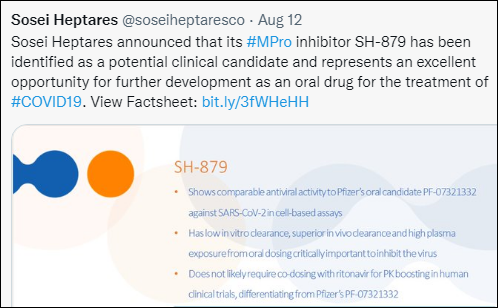 Sosei Heptares @soseiheptaresco · Aug 12
Sosei Heptares announced that its #MPro inhibitor SH-879 has been
identified as a potential clinical candidate and represents an excellent
opportunity for further development as an oral drug for the treatment of
#COVID19. View Factsheet: bit.ly/3fWHeHH
SH-879
• Shows comparable antiviral activity to Pfizer's oral candidate PF-07321332
against SARS-CoV-2 in cell-based assays
• Has low in vitro clearance, superior in vivo clearance and high plasma
exposure from oral dosing critically important to inhibit the virus
• Does not likely require co-dosing with ritonavir for PK boosting in human
clinical trials, differentiating from Pfizer's PF-07321332